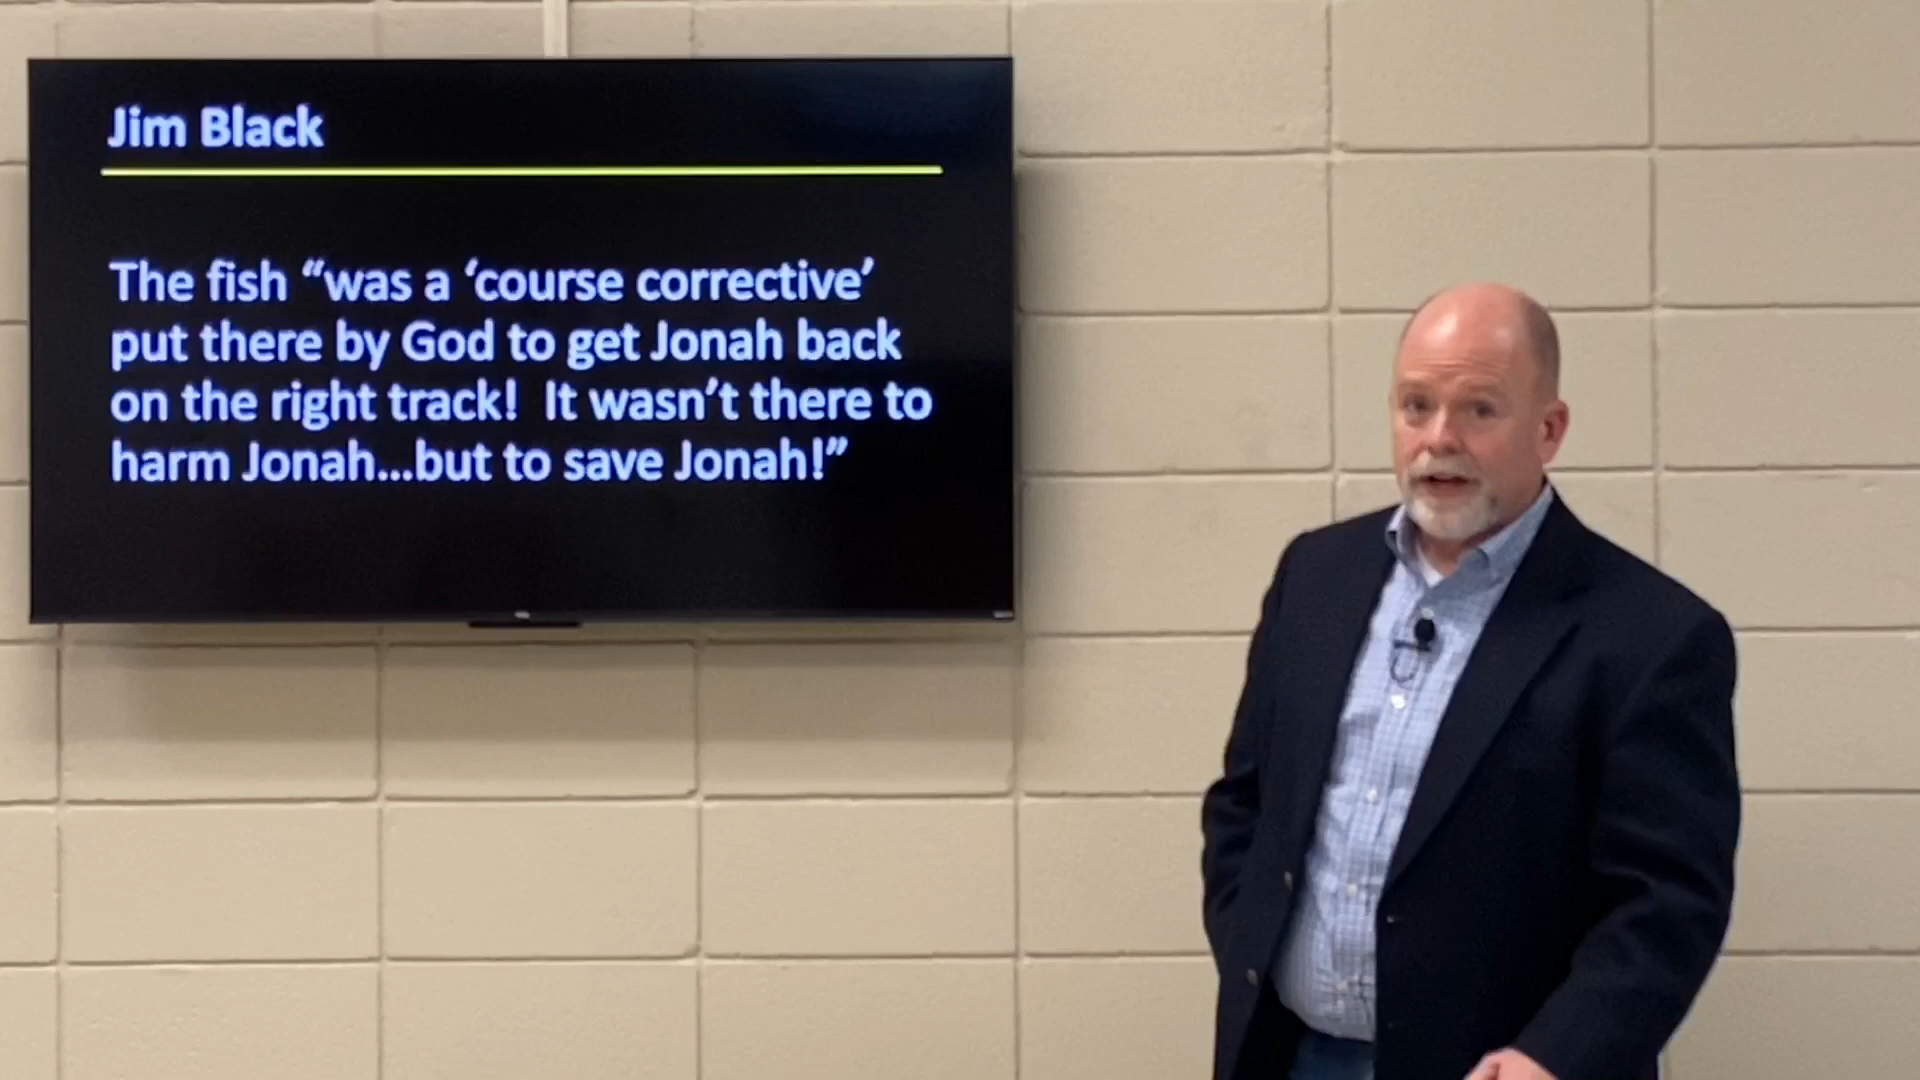 Jim Black
The fish “was a ‘course corrective’
put there by God to get Jonah back
on the right track!  It wasn’t there to
harm Jonah...but to save Jonah!”